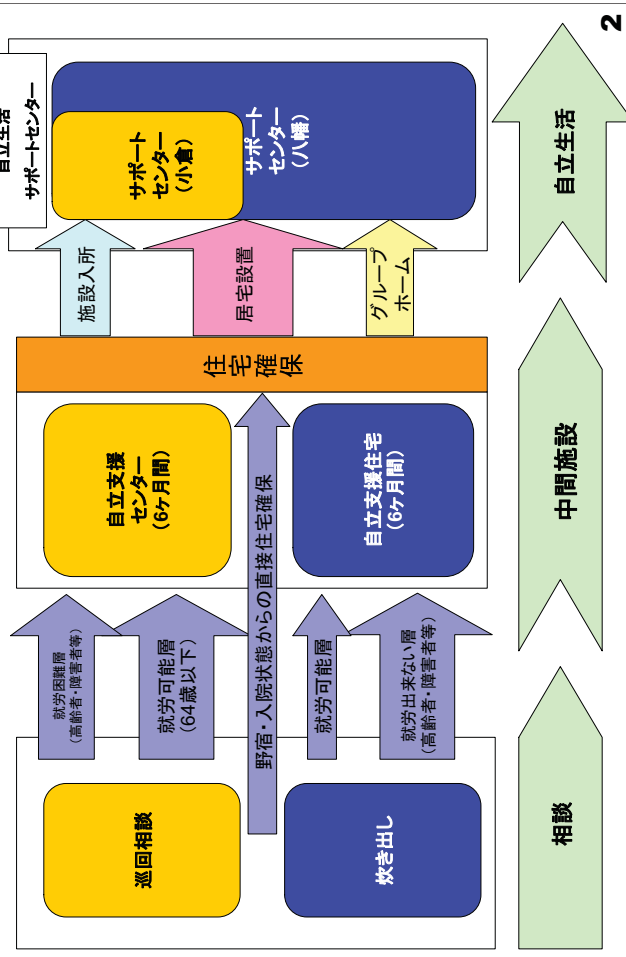 巡回相談
炊き出し
就労困難層
（高齢者・障害者等）
就労可能層
（64歳以下）
野宿・入院状態からの直接住宅確保
就労可能層
就労出来ない層
（高齢者・障害者等）
自立支援
センター
（6ヶ月間）
自立支援住宅
（6ヶ月間）
住宅確保
施設入所
居宅設置
グループ
ホーム
自立生活
サポートセンター
サポート
センター
（小倉）
サポート
センター
（八幡）
相談
中間施設
自立生活
2